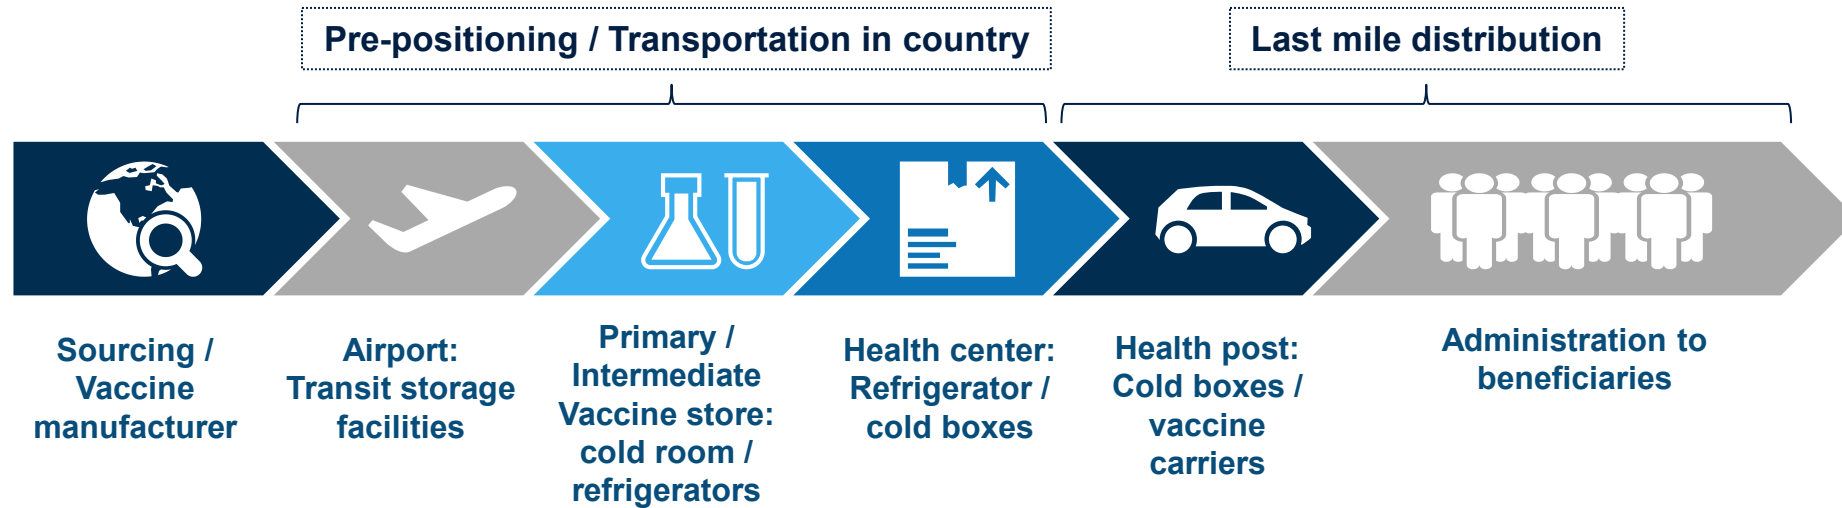 Pre-positioning / Transportation in country
Last mile distribution
Sourcing /
Vaccine
manufacturer
Airport:
Transit storage
facilities
Primary /
Intermediate
Vaccine store:
cold room /
refrigerators
Health center:
Refrigerator /
cold boxes
Health post:
Cold boxes /
vaccine
carriers
Administration to
beneficiaries